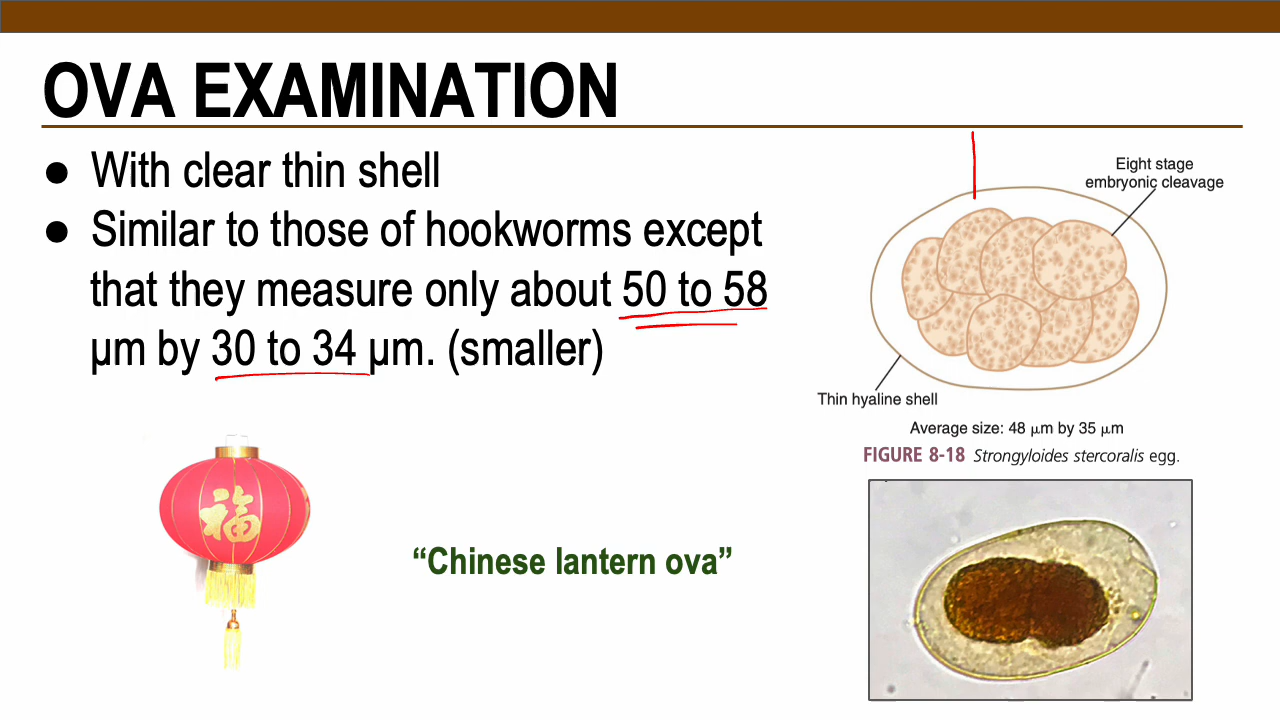 OVA EXAMINATION
● With clear thin shell
● Similar to those of hookworms except
that they measure only about 50 to 58
µm by 30 to 34 µm. (smaller)
Eight stage
embryonic cleavage
Thin hyaline shell
Average size: 48 µm by 35 µm
FIGURE 8-18 Strongyloides stercoralis egg.
福
“Chinese lantern ova”